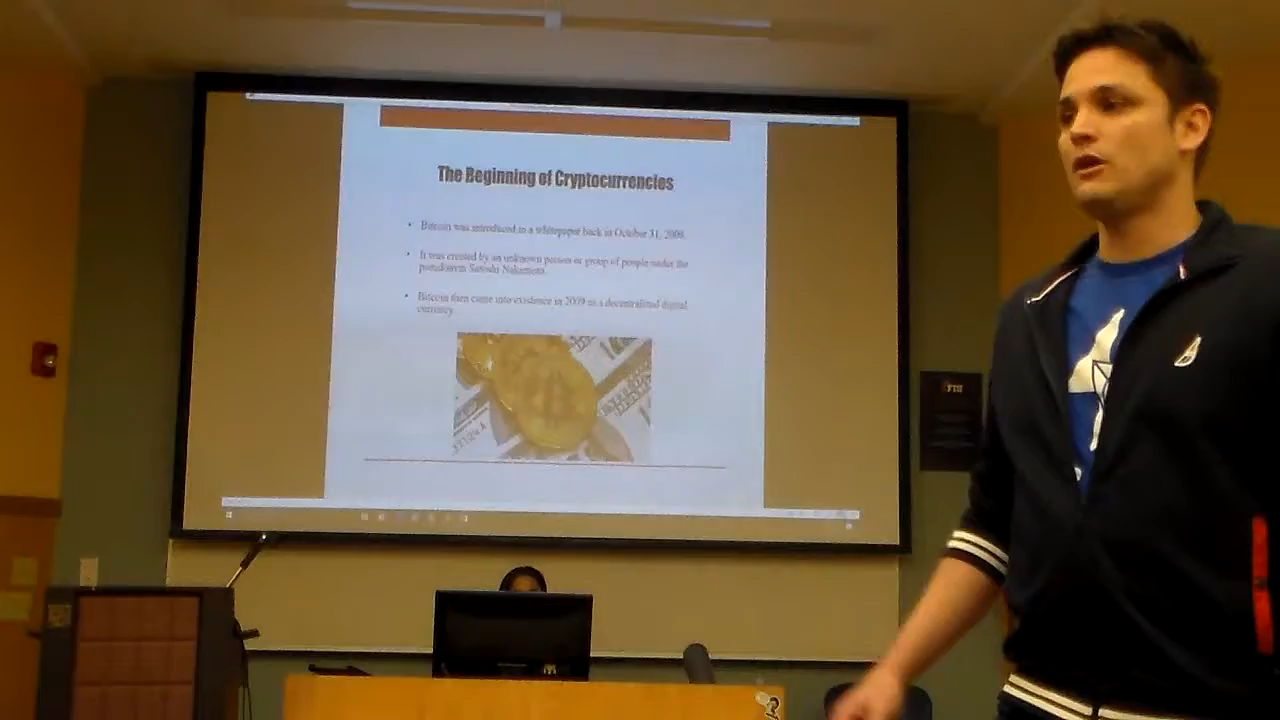 The Beginning of Cryptocurrencies
• Bitcoin was introduced in a whitepaper back in October 31, 2008.
• It was created by an unknown person or group of people under the
pseudonym Satoshi Nakamoto.
• Bitcoin then came into existence in 2009 as a decentralized digital
currency.